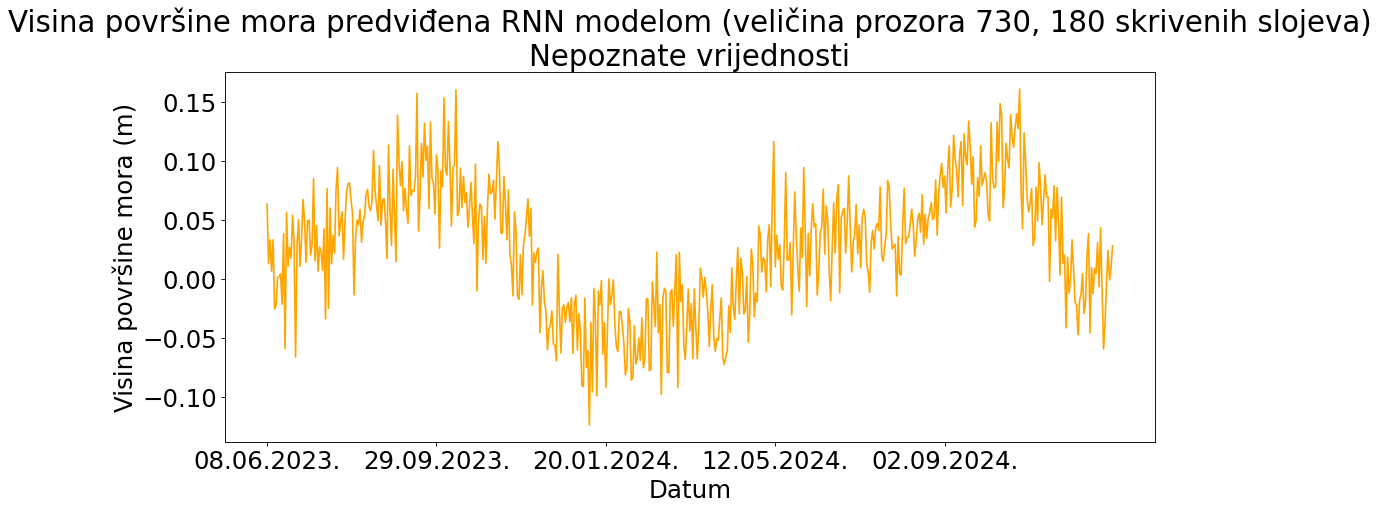 Visina površine mora predviđena RNN modelom (veličina prozora 730, 180 skrivenih slojeva)
Nepoznate vrijednosti
Visina površine mora (m)
0.15
0.10
0.05
0.00
−0.05
−0.10
08.06.2023. 29.09.2023. 20.01.2024. 12.05.2024. 02.09.2024.
Datum